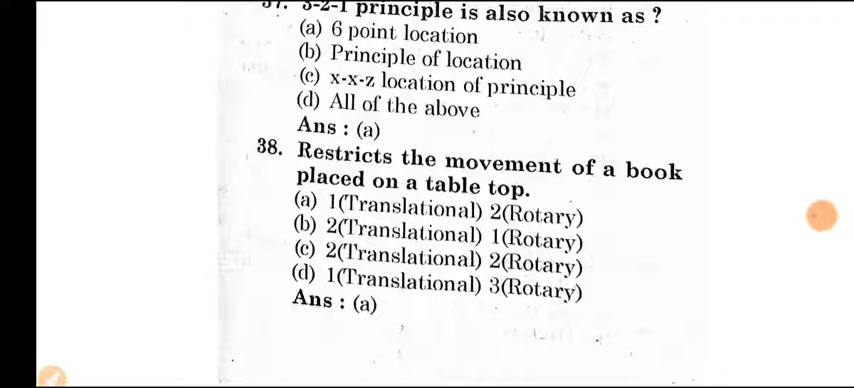 37. 3-2-1 principle is also known as ?
(a) 6 point location
(b) Principle of location
(c) x-x-z location of principle
(d) All of the above
Ans : (a)
38. Restricts the movement of a book
placed on a table top.
(a) 1(Translational) 2(Rotary)
(b) 2(Translational) 1(Rotary)
(c) 2(Translational) 2(Rotary)
(d) 1(Translational) 3(Rotary)
Ans : (a)